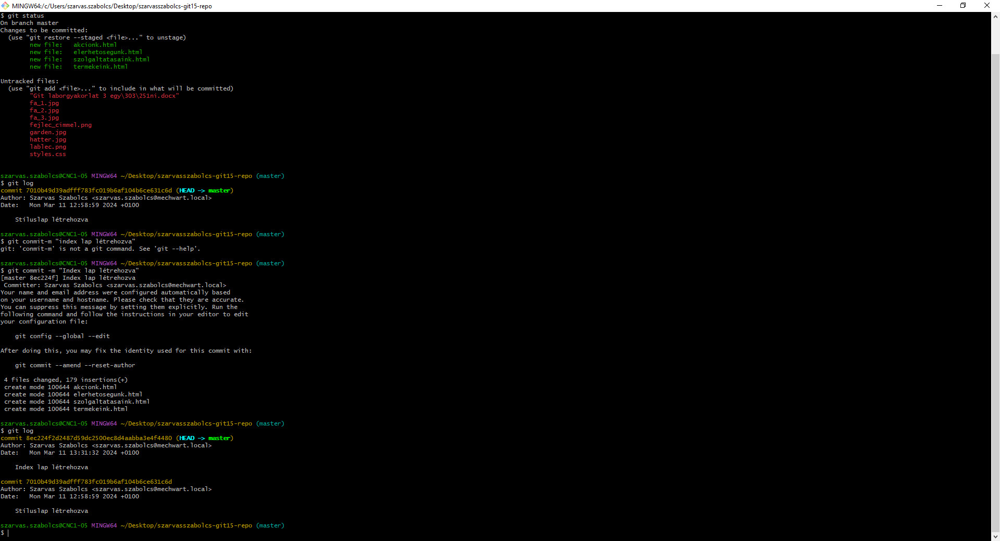 MINGW64:/c/Users/szarvas.szabolcs/Desktop/szarvasszabolcs-git15-repo
$ git status
On branch master
Changes to be committed:
  (use "git restore --staged <file>..." to unstage)
        new file:   akcionk.html
        new file:   elerhetosegunk.html
        new file:   szolgaltatasaink.html
        new file:   termekeink.html

Untracked files:
  (use "git add <file>..." to include in what will be committed)
        "Git laborgyakorlat 3 egy\303\251ni.docx"
        fa_1.jpg
        fa_2.jpg
        fa_3.jpg
        fejlec_cimmel.png
        garden.jpg
        hatter.jpg
        lablec.png
        styles.css

szarvas.szabolcs@CNC1-05 MINGW64 ~/Desktop/szarvasszabolcs-git15-repo (master)
$ git log
commit 7010b49d39adfff783fc019b6af104b6ce631c6d (HEAD -> master)
Author: Szarvas Szabolcs <szarvas.szabolcs@mechwart.local>
Date:   Mon Mar 11 12:58:59 2024 +0100

    Stíluslap létrehozva

szarvas.szabolcs@CNC1-05 MINGW64 ~/Desktop/szarvasszabolcs-git15-repo (master)
$ git conmit-m "index lap létrehozva"
git: 'conmit-m' is not a git command. See 'git --help'.

szarvas.szabolcs@CNC1-05 MINGW64 ~/Desktop/szarvasszabolcs-git15-repo (master)
$ git commit -m "Index lap létrehozva"
[master 8ec224f] Index lap létrehozva
 Committer: Szarvas Szabolcs <szarvas.szabolcs@mechwart.local>
Your name and email address were configured automatically based
on your username and hostname. Please check that they are accurate.
You can suppress this message by setting them explicitly. Run the
following command and follow the instructions in your editor to edit
your configuration file:

    git config --global --edit

After doing this, you may fix the identity used for this commit with:

    git commit --amend --reset-author

 4 files changed, 179 insertions(+)
 create mode 100644 akcionk.html
 create mode 100644 elerhetosegunk.html
 create mode 100644 szolgaltatasaink.html
 create mode 100644 termekeink.html

szarvas.szabolcs@CNC1-05 MINGW64 ~/Desktop/szarvasszabolcs-git15-repo (master)
$ git log
commit 8ec224f2d2487d59dc2500ec8d4aabba3e4f4480 (HEAD -> master)
Author: Szarvas Szabolcs <szarvas.szabolcs@mechwart.local>
Date:   Mon Mar 11 13:31:32 2024 +0100

    Index lap létrehozva

commit 7010b49d39adfff783fc019b6af104b6ce631c6d
Author: Szarvas Szabolcs <szarvas.szabolcs@mechwart.local>
Date:   Mon Mar 11 12:58:59 2024 +0100

    Stíluslap létrehozva

szarvas.szabolcs@CNC1-05 MINGW64 ~/Desktop/szarvasszabolcs-git15-repo (master)
$